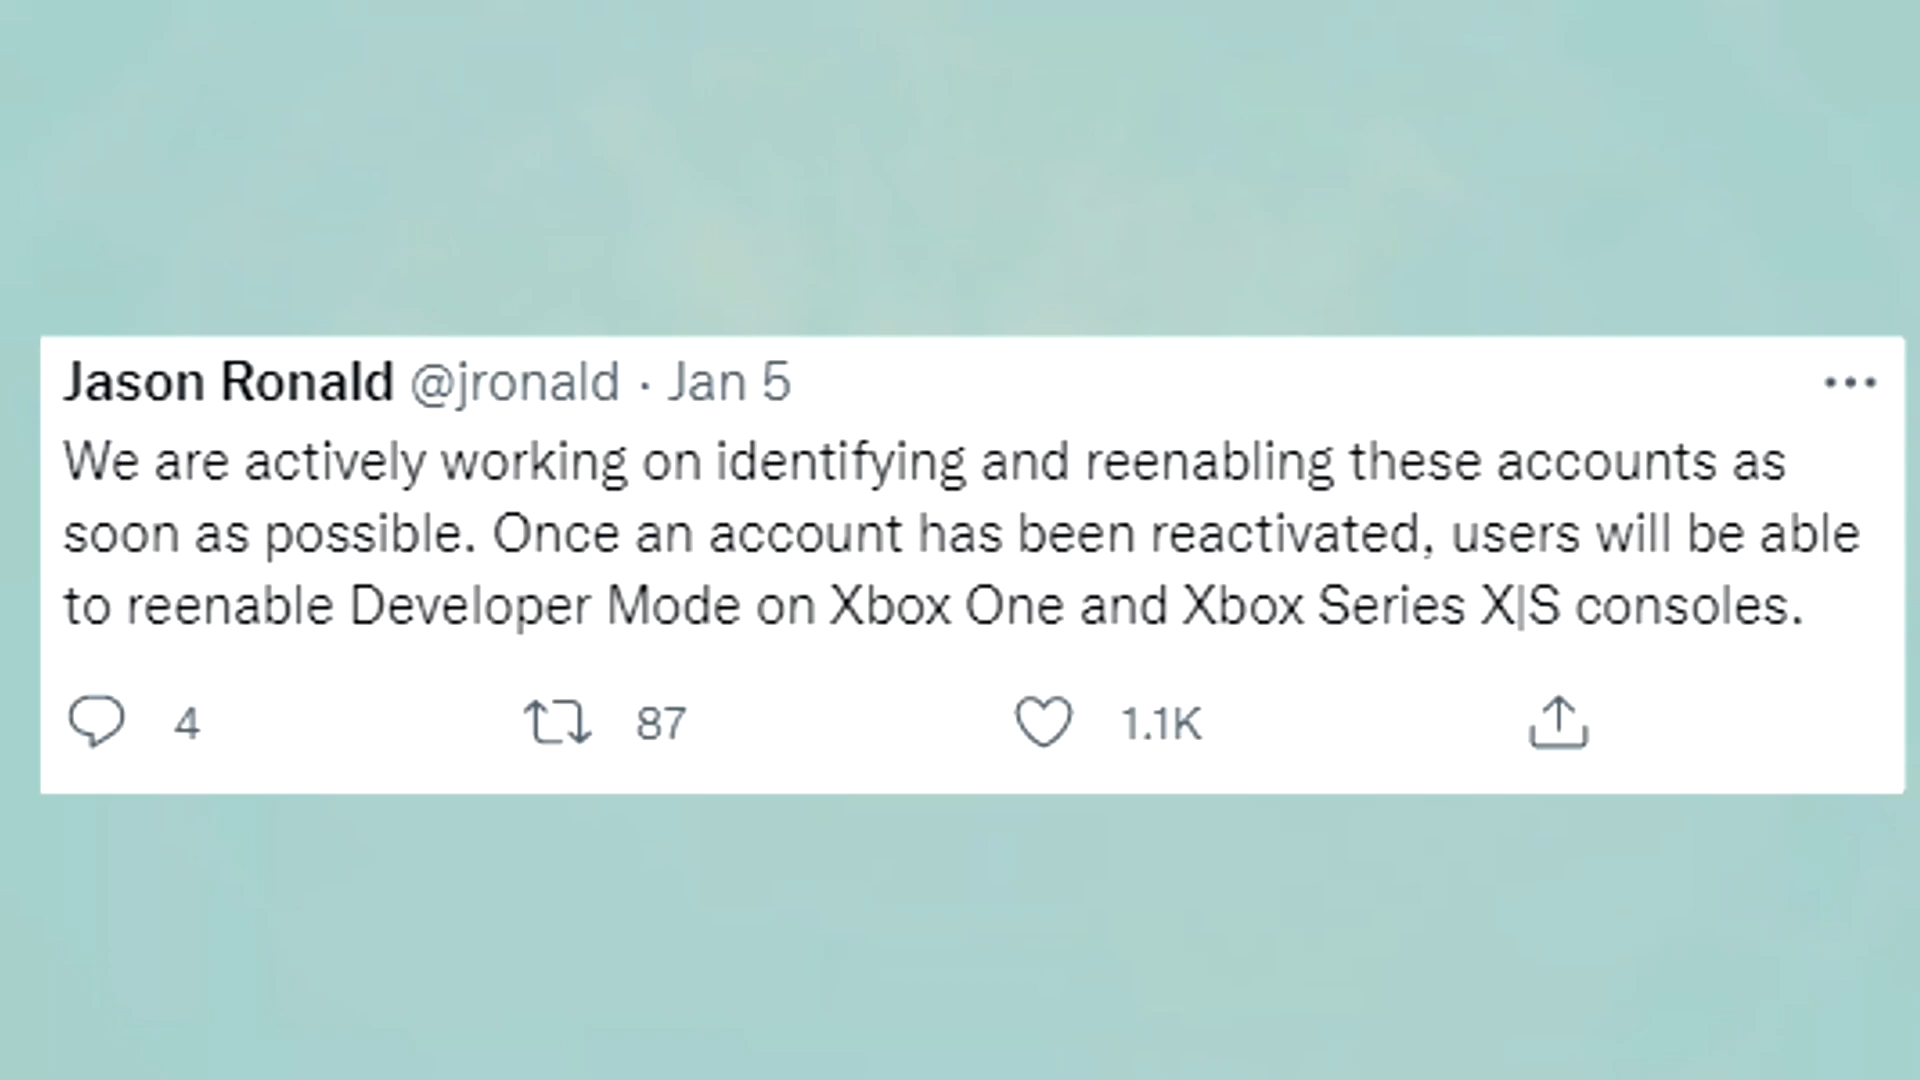 Jason Ronald @jronald · Jan 5
We are actively working on identifying and reenabling these accounts as
soon as possible. Once an account has been reactivated, users will be able
to reenable Developer Mode on Xbox One and Xbox Series X|S consoles.
4 87 1.1K